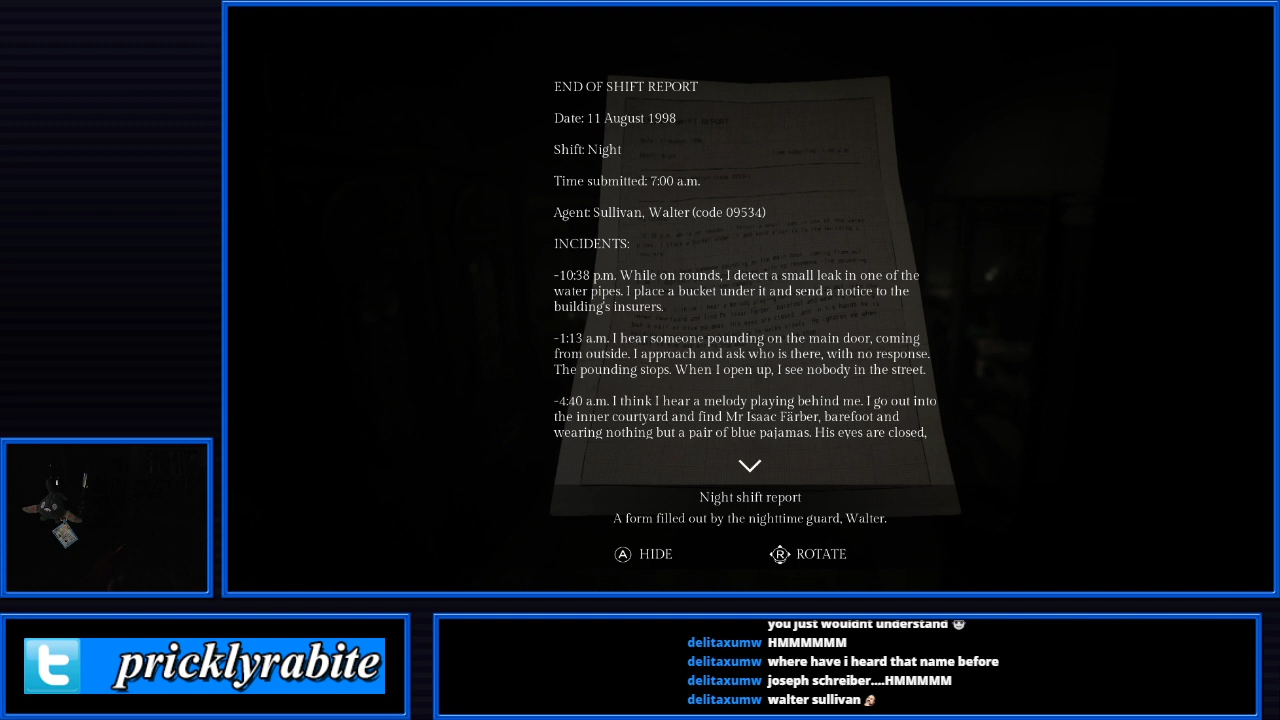 END OF SHIFT REPORT
Date: 11 August 1998
Shift: Night
Time submitted: 7:00 a.m.
Agent: Sullivan, Walter (code 09534)
INCIDENTS:
-10:38 p.m. While on rounds, I detect a small leak in one of the
water pipes. I place a bucket under it and send a notice to the
building's insurers.
-1:13 a.m. I hear someone pounding on the main door, coming
from outside. I approach and ask who is there, with no response.
The pounding stops. When I open up, I see nobody in the street.
-4:40 a.m. I think I hear a melody playing behind me. I go out into
the inner courtyard and find Mr Isaac Färber, barefoot and
wearing nothing but a pair of blue pajamas. His eyes are closed,
Night shift report
A form filled out by the nighttime guard, Walter.
A HIDE
R ROTATE
pricklyrabite
you just wouldnt understand
delitaxumw HMMMMMM
delitaxumw where have i heard that name before
delitaxumw joseph schreiber....HMMMMM
delitaxumw walter sullivan